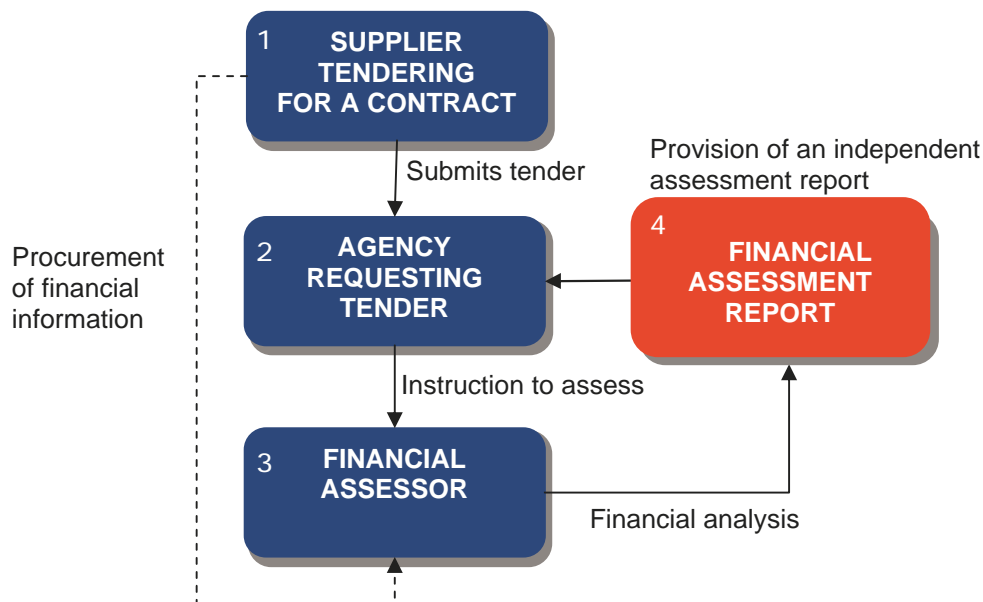 1
SUPPLIER
TENDERING
FOR A CONTRACT
Submits tender
Provision of an independent
assessment report
2
AGENCY
REQUESTING
TENDER
4
FINANCIAL
ASSESSMENT
REPORT
Procurement
of financial
information
Instruction to assess
3
FINANCIAL
ASSESSOR
Financial analysis